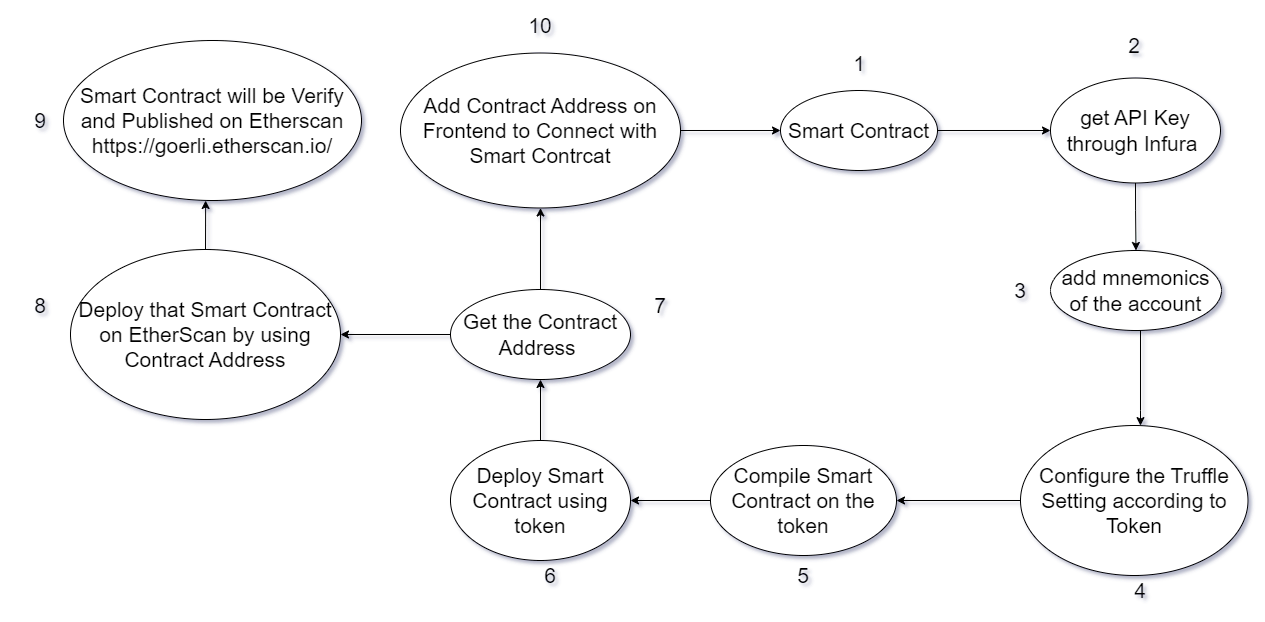 1
Smart Contract
2
get API Key
through Infura
3
add mnemonics
of the account
Configure the Truffle
Setting according to
Token
4
Compile Smart
Contract on the
token
5
Deploy Smart
Contract using
token
6
7
Get the Contract
Address
8
Deploy that Smart Contract
on EtherScan by using
Contract Address
9
Smart Contract will be Verify
and Published on Etherscan
https://goerli.etherscan.io/
10
Add Contract Address on
Frontend to Connect with
Smart Contrcat